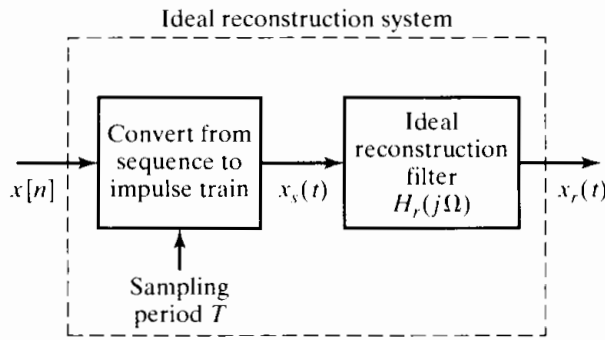 Ideal reconstruction system
Convert from
sequence to
impulse train
Ideal
reconstruction
filter
H_r(jΩ)
x[n]
x_s(t)
x_r(t)
Sampling
period T